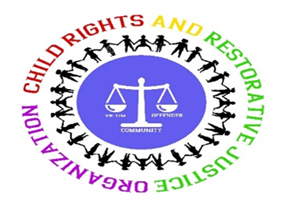 CHILD RIGHTS AND RESTORATIVE JUSTICE ORGANIZATION
VICTIM OFFENDER
COMMUNITY